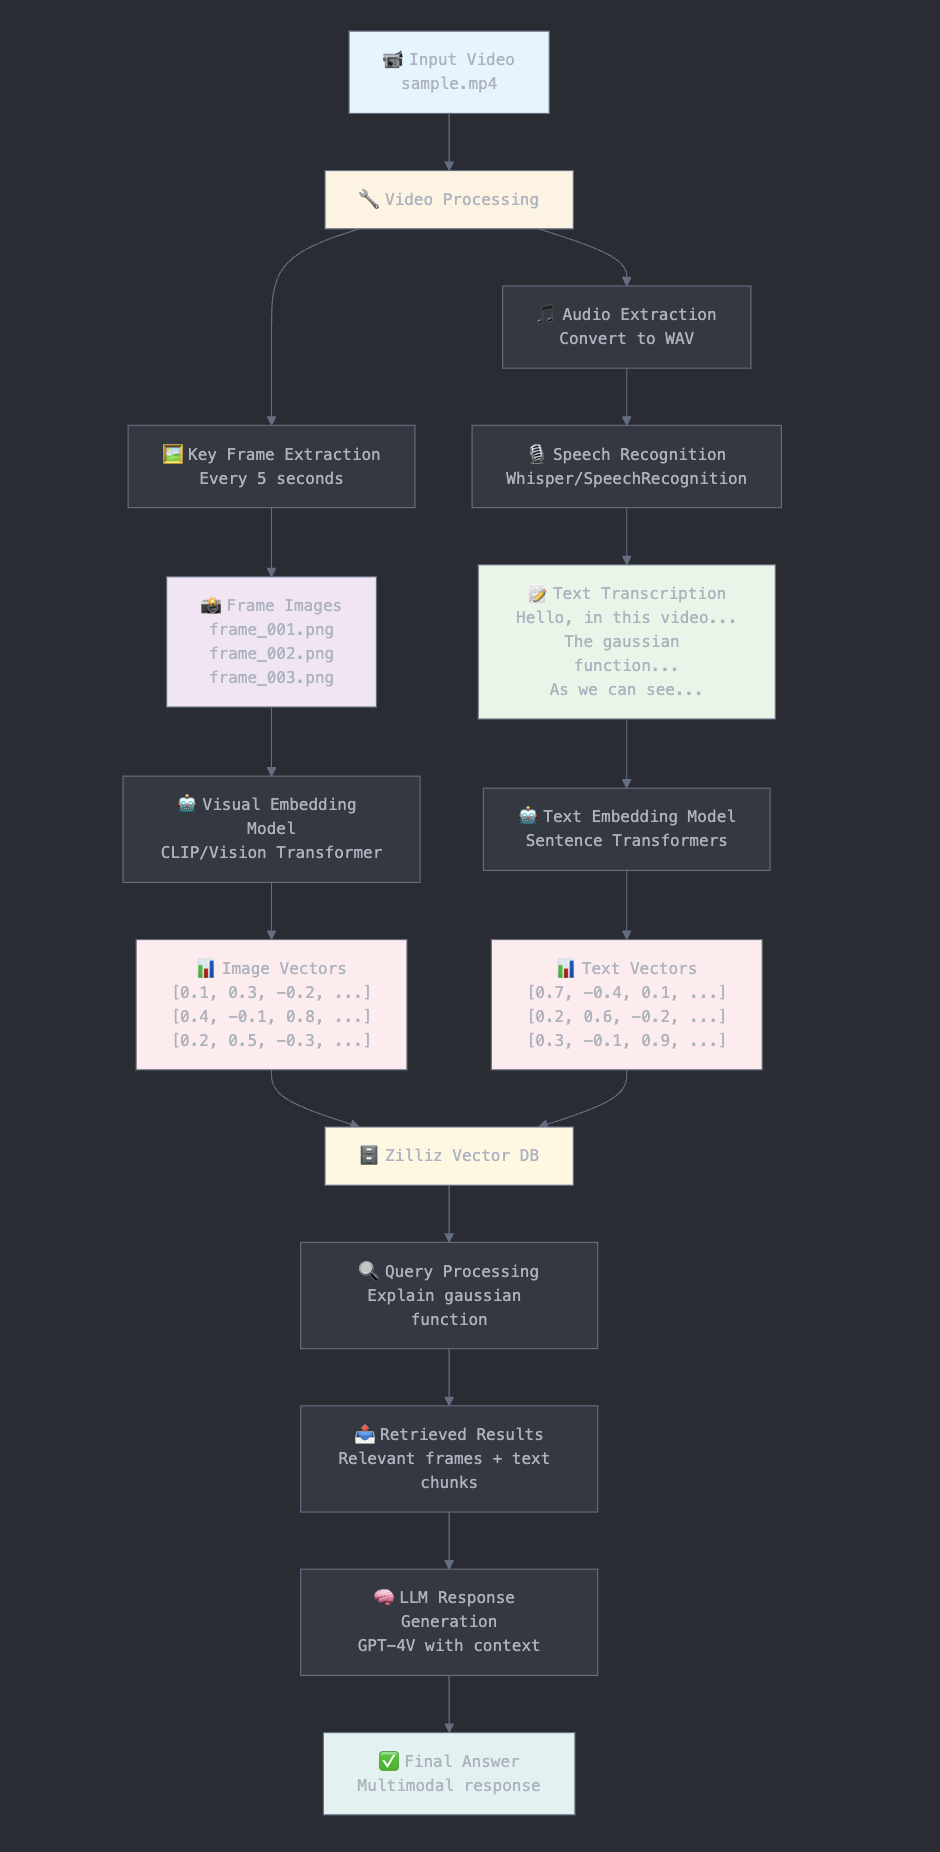 Input Video
sample.mp4
Video Processing
Audio Extraction
Convert to WAV
Key Frame Extraction
Every 5 seconds
Speech Recognition
Whisper/SpeechRecognition
Frame Images
frame_001.png
frame_002.png
frame_003.png
Text Transcription
Hello, in this video...
The gaussian
function...
As we can see...
Visual Embedding
Model
CLIP/Vision Transformer
Text Embedding Model
Sentence Transformers
Image Vectors
[0.1, 0.3, -0.2, ...]
[0.4, -0.1, 0.8, ...]
[0.2, 0.5, -0.3, ...]
Text Vectors
[0.7, -0.4, 0.1, ...]
[0.2, 0.6, -0.2, ...]
[0.3, -0.1, 0.9, ...]
Zilliz Vector DB
Query Processing
Explain gaussian
function
Retrieved Results
Relevant frames + text
chunks
LLM Response
Generation
GPT-4V with context
Final Answer
Multimodal response